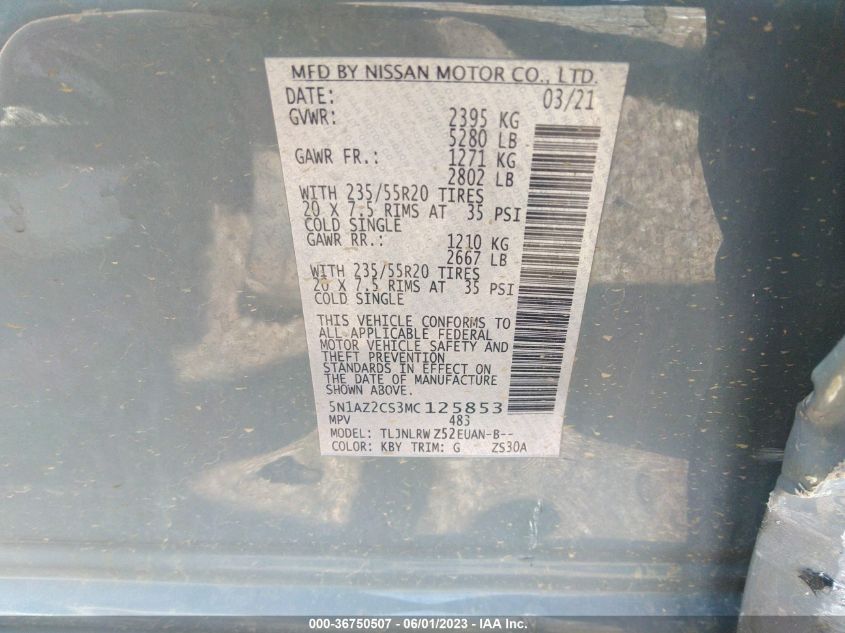 MFD BY NISSAN MOTOR CO., LTD.
DATE: 03/21
GVWR: 2395 KG
5280 LB
GAWR FR.: 1271 KG
2802 LB
WITH 235/55R20 TIRES
20 X 7.5 RIMS AT 35 PSI
COLD SINGLE
GAWR RR.: 1210 KG
2667 LB
WITH 235/55R20 TIRES
20 X 7.5 RIMS AT 35 PSI
COLD SINGLE
THIS VEHICLE CONFORMS TO
ALL APPLICABLE FEDERAL
MOTOR VEHICLE SAFETY AND
THEFT PREVENTION
STANDARDS IN EFFECT ON
THE DATE OF MANUFACTURE
SHOWN ABOVE.
5N1AZ2CS3MC125853
MPV 483
MODEL: TLJNLRW Z52EUAN-B--
COLOR: KBY TRIM: G ZS30A
000-36750507 - 06/01/2023 - IAA Inc.